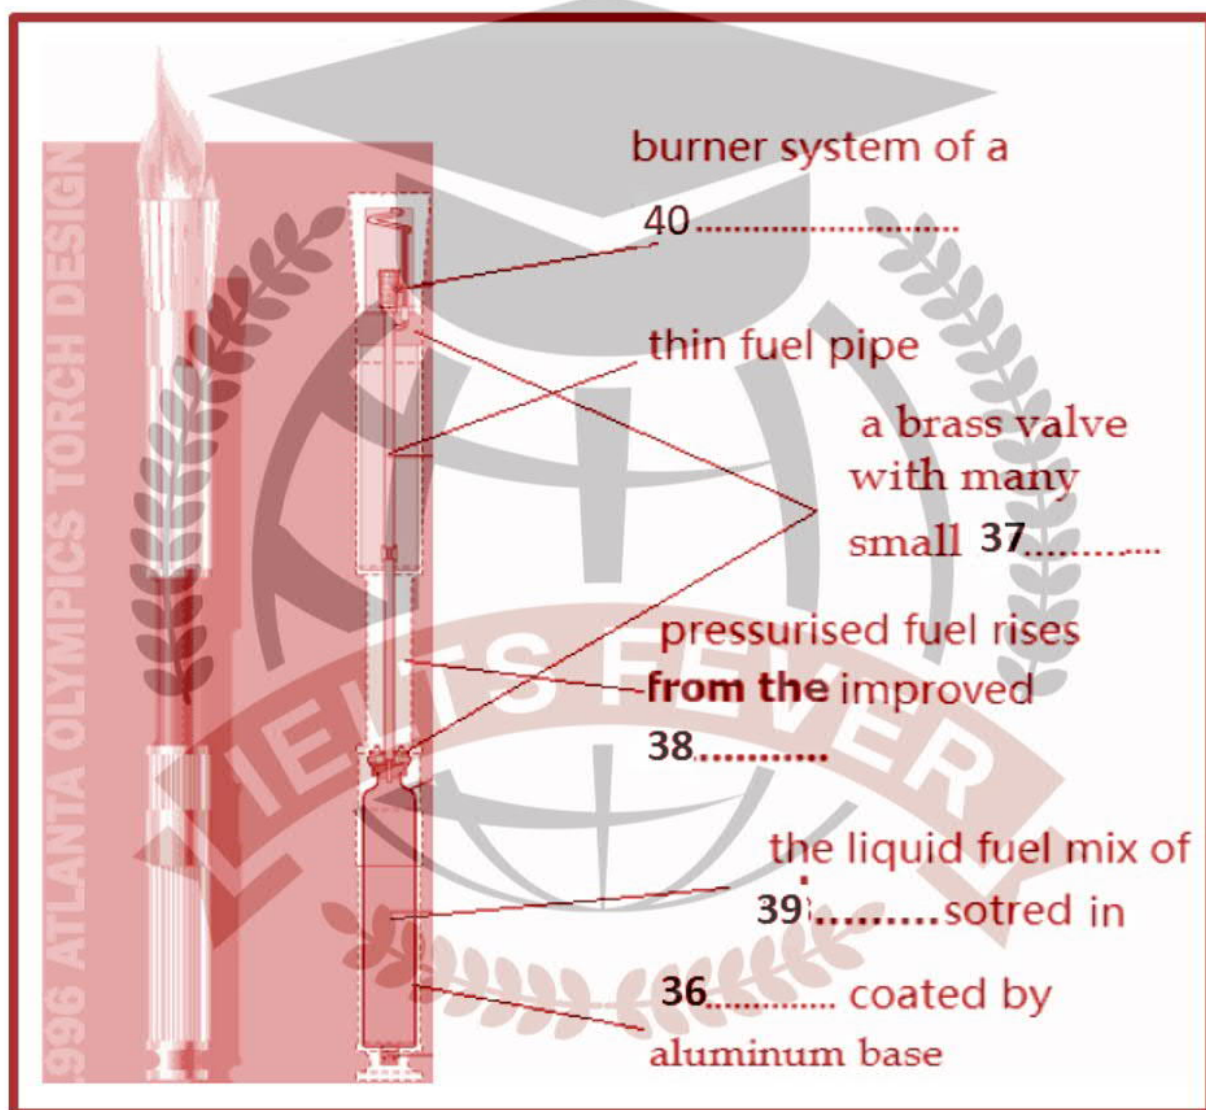 1996 ATLANTA OLYMPICS TORCH DESIGN
burner system of a
40..........................
thin fuel pipe
a brass valve
with many
small 37..............
pressurised fuel rises
from the improved
38............
the liquid fuel mix of
39..........sotred in
36............. coated by
aluminum base
IELTS FEVER